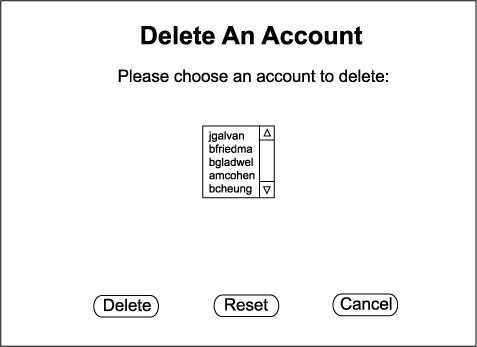 Delete An Account
Please choose an account to delete:
jgalvan
bfriedma
bgladwel
amcohen
bcheung
Delete Reset Cancel